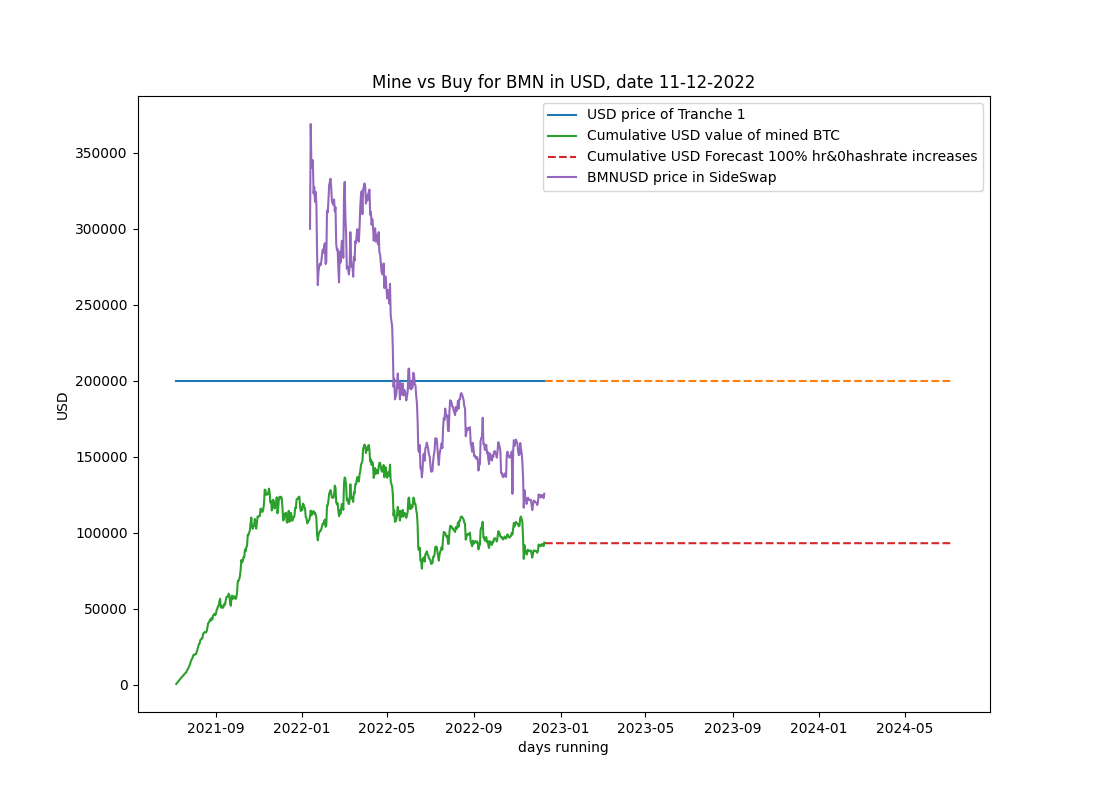 Mine vs Buy for BMN in USD, date 11-12-2022
USD price of Tranche 1
Cumulative USD value of mined BTC
Cumulative USD Forecast 100% hr&0hashrate increases
BMNUSD price in SideSwap
350000
300000
250000
200000
150000
100000
50000
0
USD
2021-09 2022-01 2022-05 2022-09 2023-01 2023-05 2023-09 2024-01 2024-05
days running